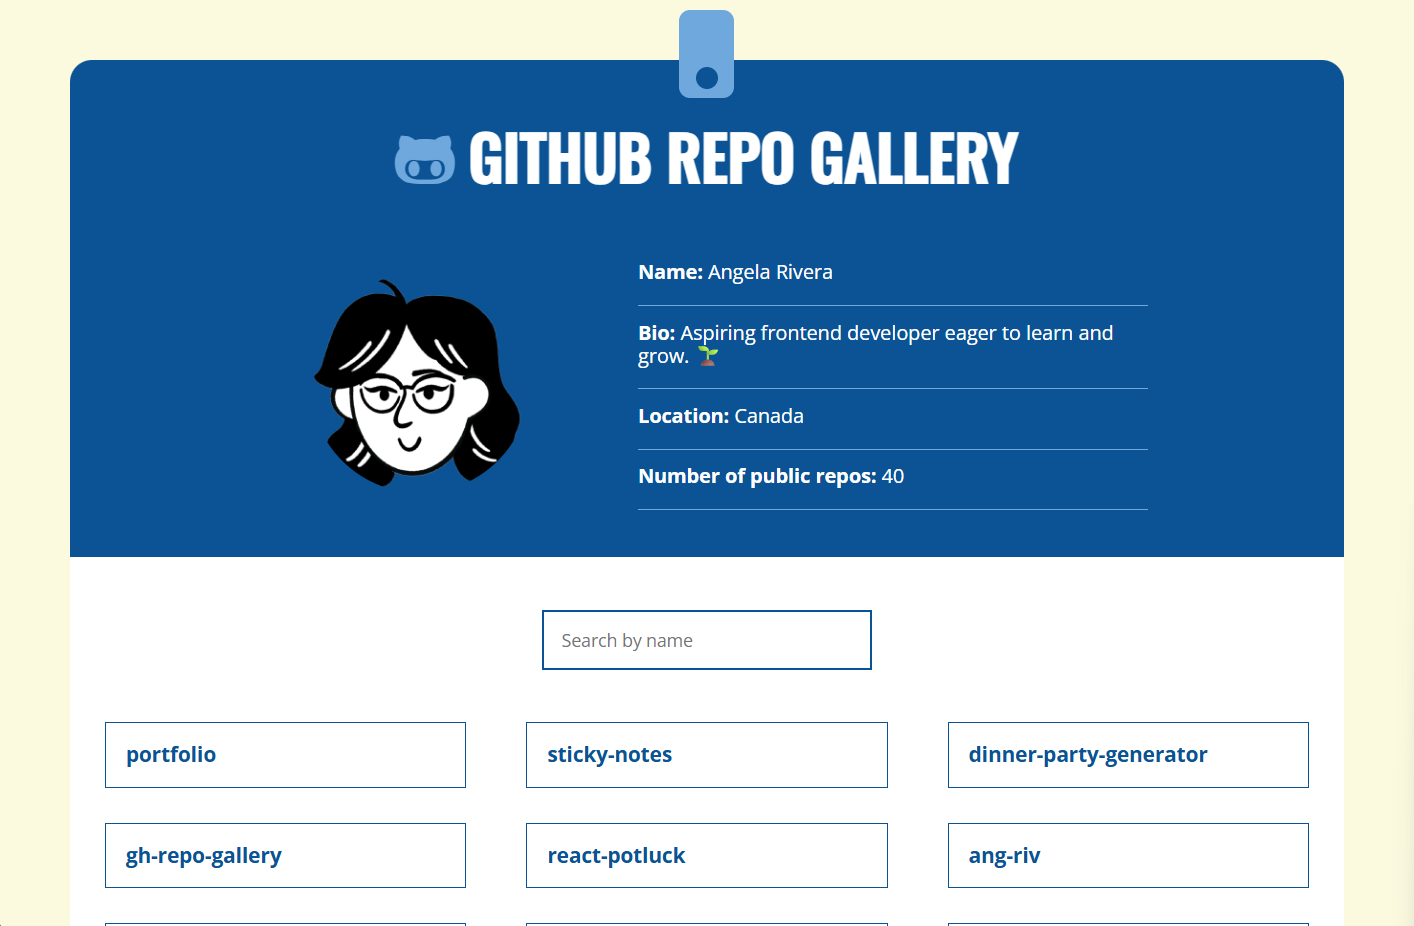 GITHUB REPO GALLERY
Name: Angela Rivera
Bio: Aspiring frontend developer eager to learn and
grow. 🌱
Location: Canada
Number of public repos: 40
Search by name
portfolio
sticky-notes
dinner-party-generator
gh-repo-gallery
react-potluck
ang-riv